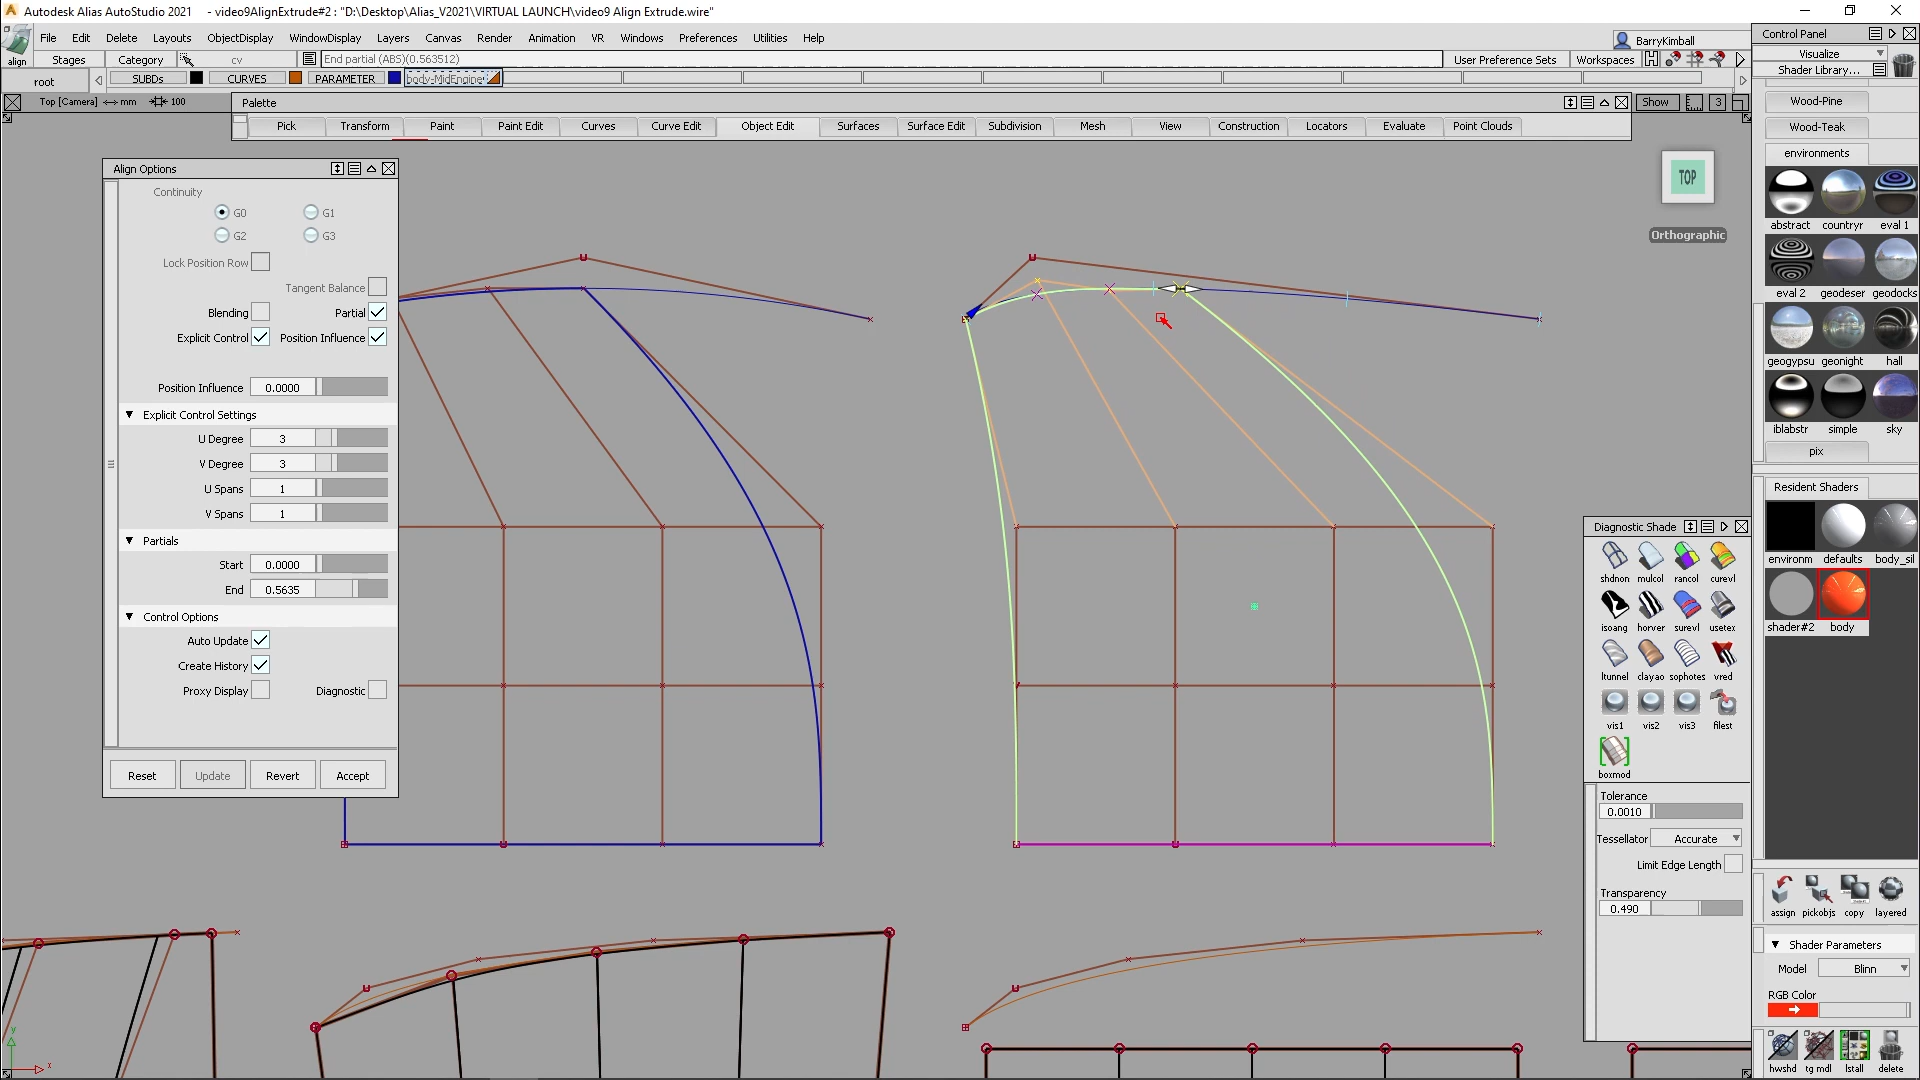 Autodesk Alias AutoStudio 2021 - video9AlignExtrude#2 : "D:\Desktop\Alias_V2021\VIRTUAL LAUNCH\video9 Align Extrude.wire"
File Edit Delete Layouts ObjectDisplay WindowDisplay Layers Canvas Render Animation VR Windows Preferences Utilities Help
BarryKimball
align
Stages Category cv End partial (ABS)(0.563512) User Preference Sets Workspaces
root SUBDs CURVES PARAMETER body-MidEngine
Top [Camera] mm 100 Show 3
Palette
Pick Transform Paint Paint Edit Curves Curve Edit Object Edit Surfaces Surface Edit Subdivision Mesh View Construction Locators Evaluate Point Clouds
Align Options
Continuity
G0 G1
G2 G3
Lock Position Row
Tangent Balance
Blending Partial
Explicit Control Position Influence
Position Influence 0.0000
Explicit Control Settings
U Degree 3
V Degree 3
U Spans 1
V Spans 1
Partials
Start 0.0000
End 0.5635
Control Options
Auto Update
Create History
Proxy Display Diagnostic
Reset Update Revert Accept
TOP
Orthographic
Diagnostic Shade
shdnon mulcol rancol curevl
isoang horver surevl usetex
ltunnel clayao sophotes vred
vis1 vis2 vis3 filest
boxmod
Tolerance
0.0010
Tessellator Accurate
Limit Edge Length
Transparency
0.490
Control Panel
Visualize
Shader Library...
Wood-Pine
Wood-Teak
environments
abstract countryr eval 1
eval 2 geodeser geodocks
geogypsu geonight hall
iblabstr simple sky
pix
Resident Shaders
environm defaults body_sil
shader#2 body
assign pickobjs copy layered
Shader Parameters
Model Blinn
RGB Color
hwshd tg mdl lstall delete
y
x